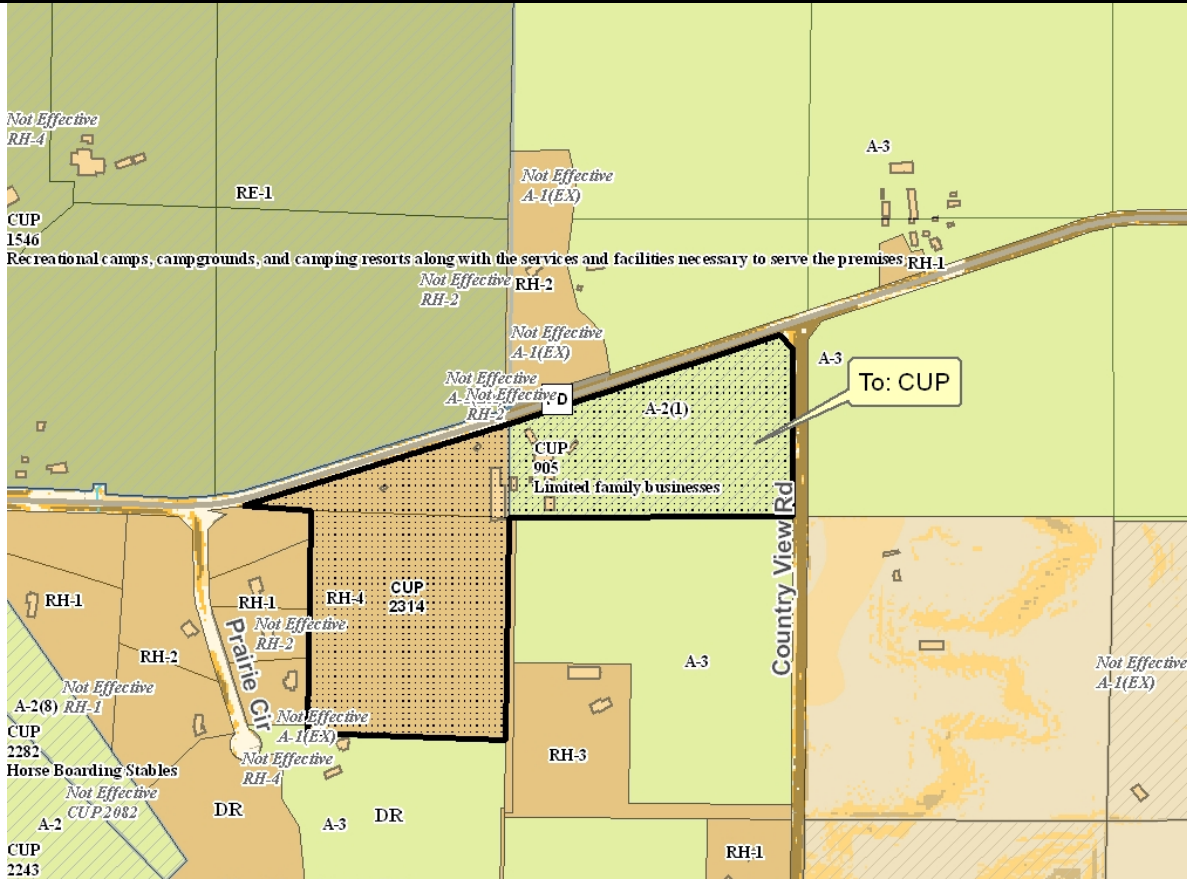 Not Effective
RH-4
RE-1
Not Effective
A-1(EX)
A-3
CUP
1546
Recreational camps, campgrounds, and camping resorts along with the services and facilities necessary to serve the premises
RH-1
Not Effective
RH-2
RH-2
Not Effective
A-1(EX)
A-3
To: CUP
Not Effective
Not Effective
RH-2
A-2(1)
CUP
905
Limited family businesses
Country View Rd
CUP
2314
RH-4
RH-1
RH-1
Not Effective
RH-2
RH-2
Prairie Cir
A-3
Not Effective
A-1(EX)
Not Effective
RH-1
A-2(8)
CUP
2282
Horse Boarding Stables
Not Effective
CUP 2082
Not Effective
A-1(EX)
Not Effective
RH-4
RH-3
A-2
CUP
2243
DR
A-3
DR
RH-1